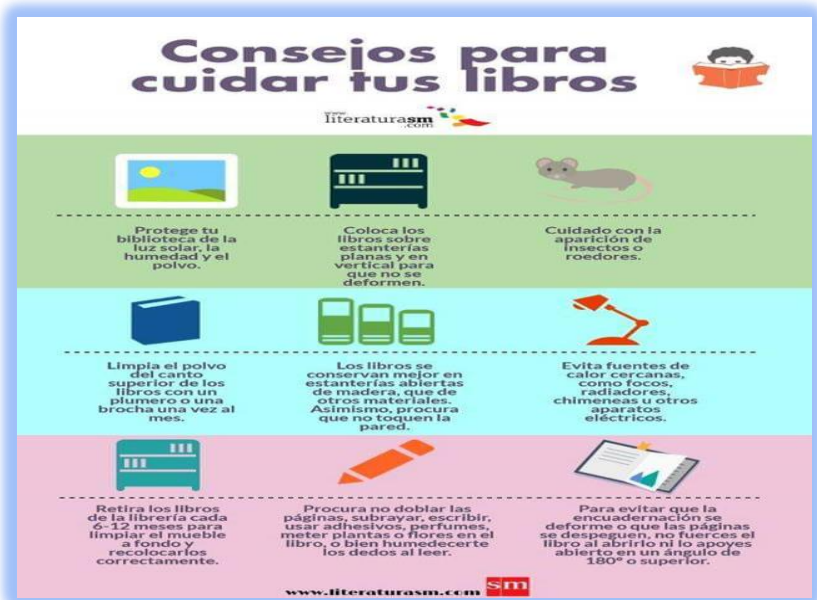 Consejos para
cuidar tus libros
www
literaturasm
.com
Protege tu
biblioteca de la
luz solar, la
humedad y el
polvo.
Coloca los
libros sobre
estanterías
planas y en
vertical para
que no se
deformen.
Cuidado con la
aparición de
insectos o
roedores.
Limpia el polvo
del canto
superior de los
libros con un
plumero o una
brocha una vez al
mes.
Los libros se
conservan mejor en
estanterías abiertas
de madera, que de
otros materiales.
Asimismo, procura
que no toquen la
pared.
Evita fuentes de
calor cercanas,
como focos,
radiadores,
chimeneas u otros
aparatos
eléctricos.
Retira los libros
de la librería cada
6-12 meses para
limpiar el mueble
a fondo y
recolocarlos
correctamente.
Procura no doblar las
páginas, subrayar, escribir,
usar adhesivos, perfumes,
meter plantas o flores en el
libro, o bien humedecerte
los dedos al leer.
Para evitar que la
encuadernación se
deforme o que las páginas
se despeguen, no fuerces el
libro al abrirlo ni lo apoyes
abierto en un ángulo de
180° o superior.
www.literaturasm.com sm